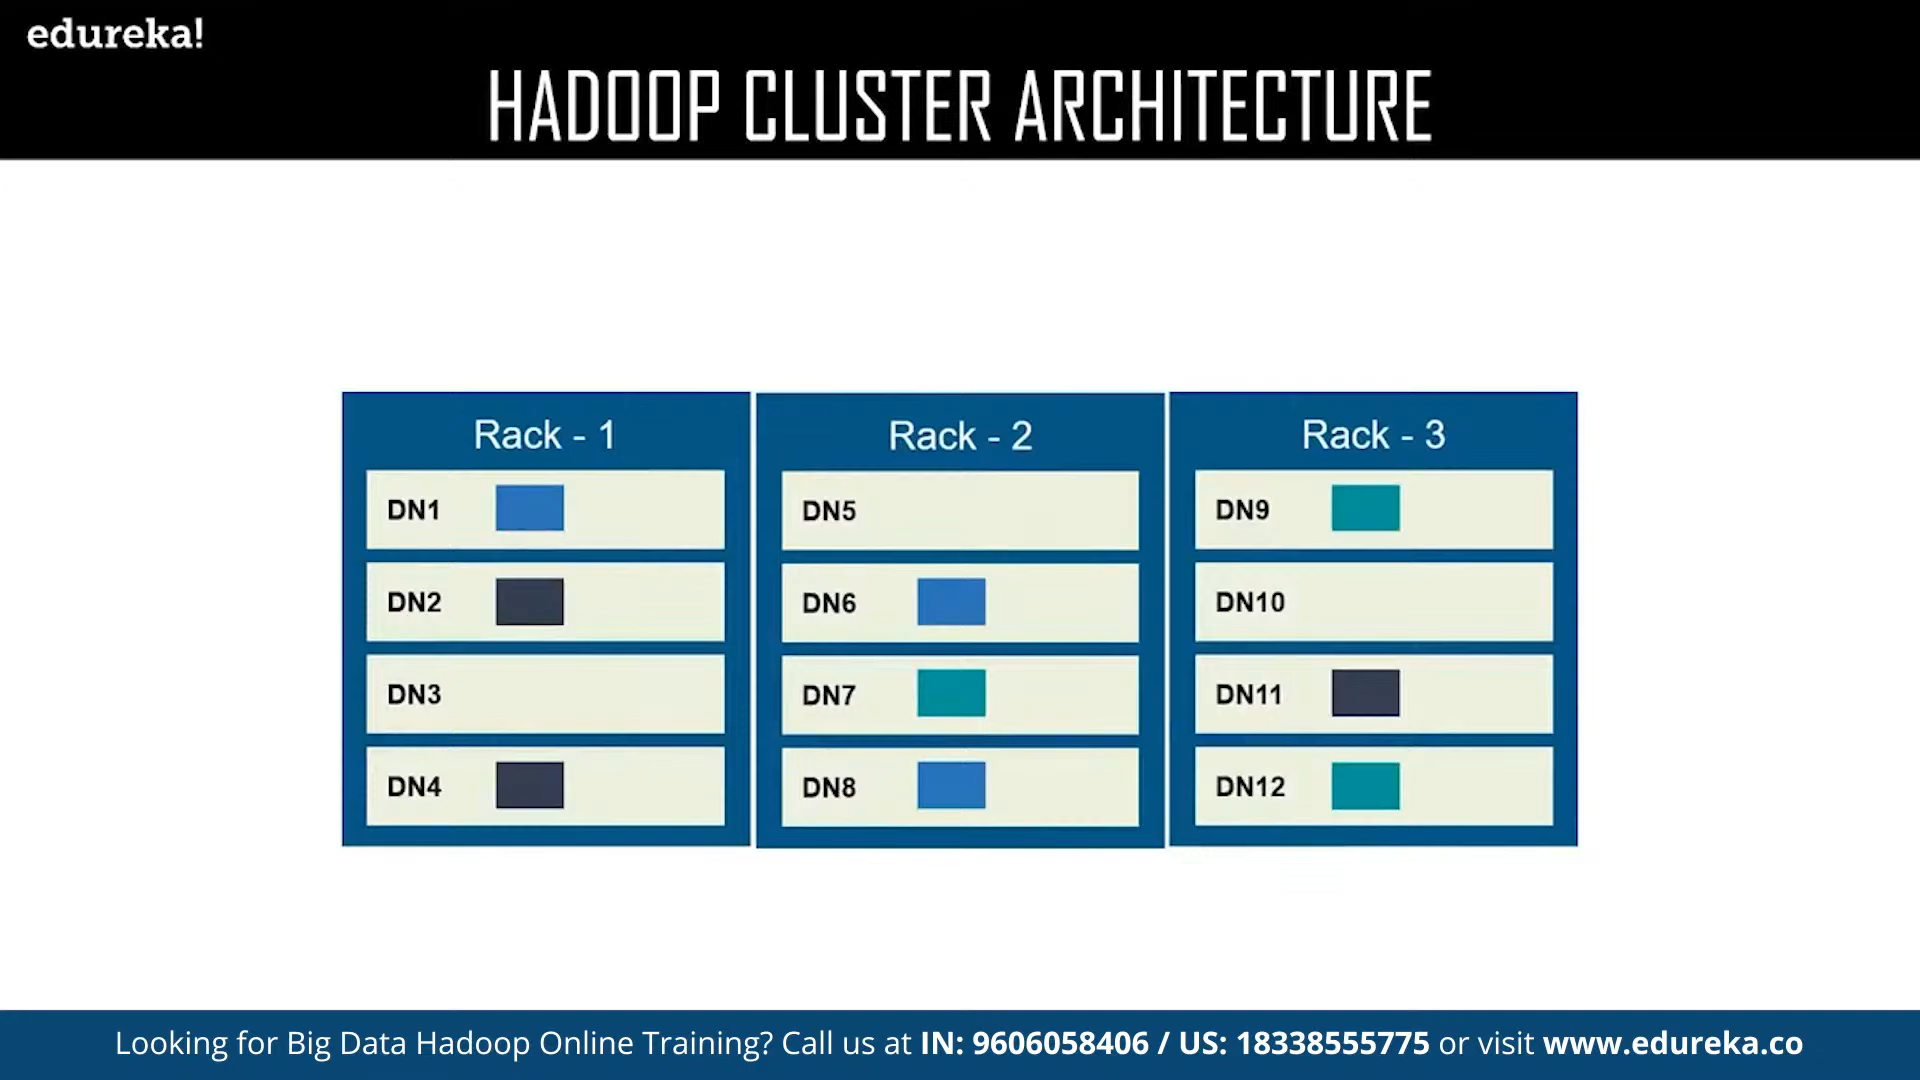 edureka!
HADOOP CLUSTER ARCHITECTURE
Rack - 1
DN1
DN2
DN3
DN4
Rack - 2
DN5
DN6
DN7
DN8
Rack - 3
DN9
DN10
DN11
DN12
Looking for Big Data Hadoop Online Training? Call us at IN: 9606058406 / US: 18338555775 or visit www.edureka.co